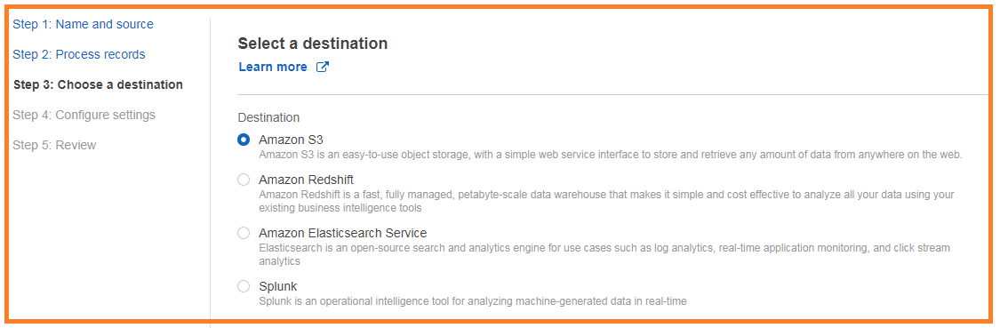 Step 1: Name and source
Step 2: Process records
Step 3: Choose a destination
Step 4: Configure settings
Step 5: Review
Select a destination
Learn more
Destination
Amazon S3
Amazon S3 is an easy-to-use object storage, with a simple web service interface to store and retrieve any amount of data from anywhere on the web.
Amazon Redshift
Amazon Redshift is a fast, fully managed, petabyte-scale data warehouse that makes it simple and cost effective to analyze all your data using your
existing business intelligence tools
Amazon Elasticsearch Service
Elasticsearch is an open-source search and analytics engine for use cases such as log analytics, real-time application monitoring, and click stream
analytics
Splunk
Splunk is an operational intelligence tool for analyzing machine-generated data in real-time